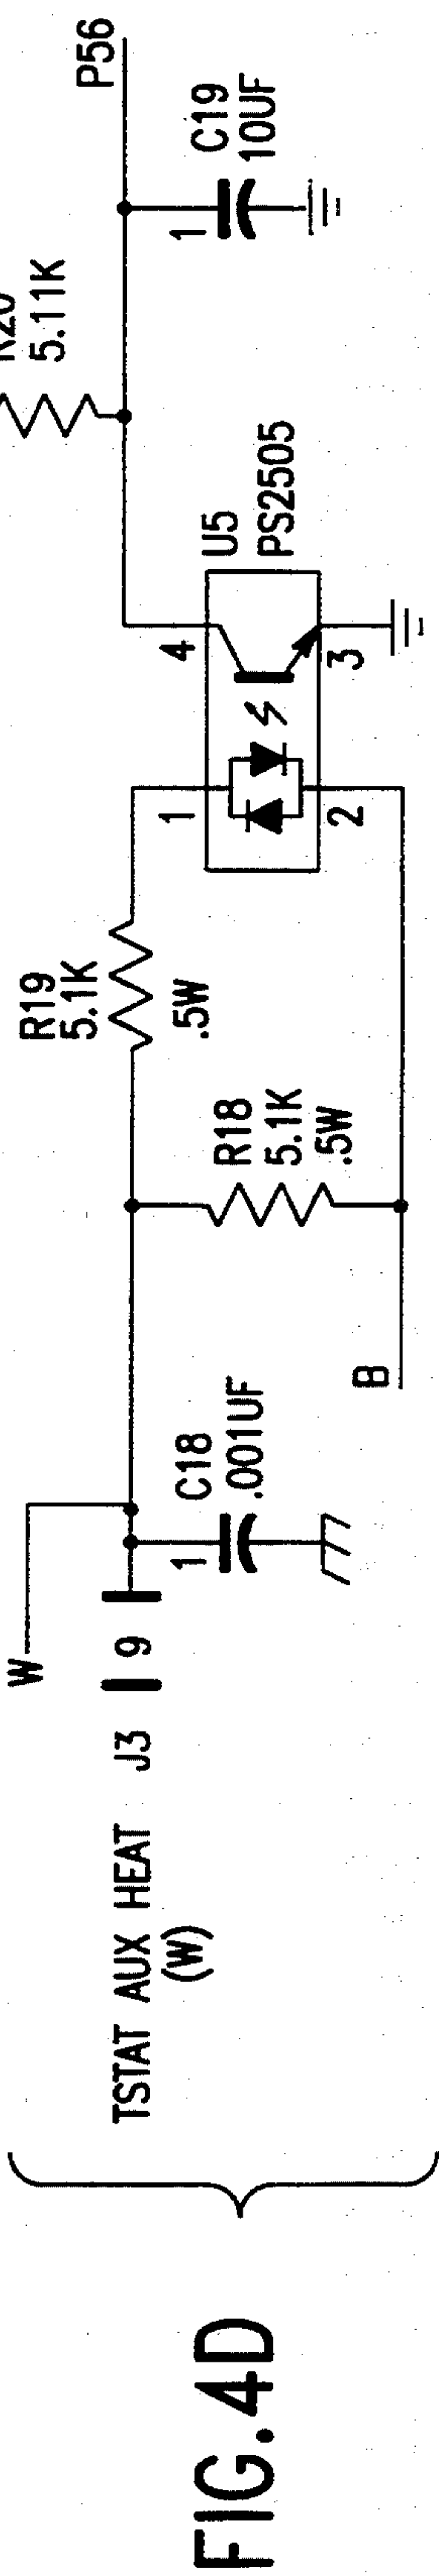 FIG. 4D
TSTAT AUX HEAT J3 9
(W)
W
1
C18
.001UF
B
R18
5.1K
.5W
R19
5.1K
.5W
1
2
4
3
U5
PS2505
5.11K
1
C19
10UF
P56